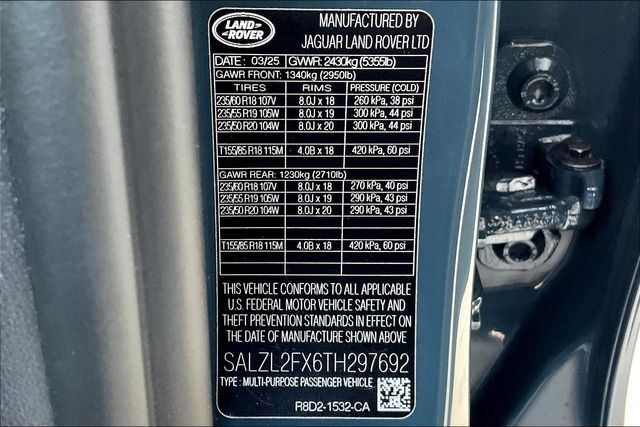 LAND
ROVER
MANUFACTURED BY
JAGUAR LAND ROVER LTD
DATE : 03/25 GVWR: 2430kg (5355lb)
GAWR FRONT: 1340kg (2950lb)
TIRES RIMS PRESSURE (COLD)
235/60 R18 107V 8.0J x 18 260 kPa, 38 psi
235/55 R19 105W 8.0J x 19 300 kPa, 44 psi
235/50 R20 104W 8.0J x 20 300 kPa, 44 psi
T155/85 R18 115M 4.0B x 18 420 kPa, 60 psi
GAWR REAR: 1230kg (2710lb)
235/60 R18 107V 8.0J x 18 270 kPa, 40 psi
235/55 R19 105W 8.0J x 19 290 kPa, 43 psi
235/50 R20 104W 8.0J x 20 290 kPa, 43 psi
T155/85 R18 115M 4.0B x 18 420 kPa, 60 psi
THIS VEHICLE CONFORMS TO ALL APPLICABLE
U.S. FEDERAL MOTOR VEHICLE SAFETY AND
THEFT PREVENTION STANDARDS IN EFFECT ON
THE DATE OF MANUFACTURE SHOWN ABOVE
SALZL2FX6TH297692
TYPE : MULTI-PURPOSE PASSENGER VEHICLE
R8D2-1532-CA